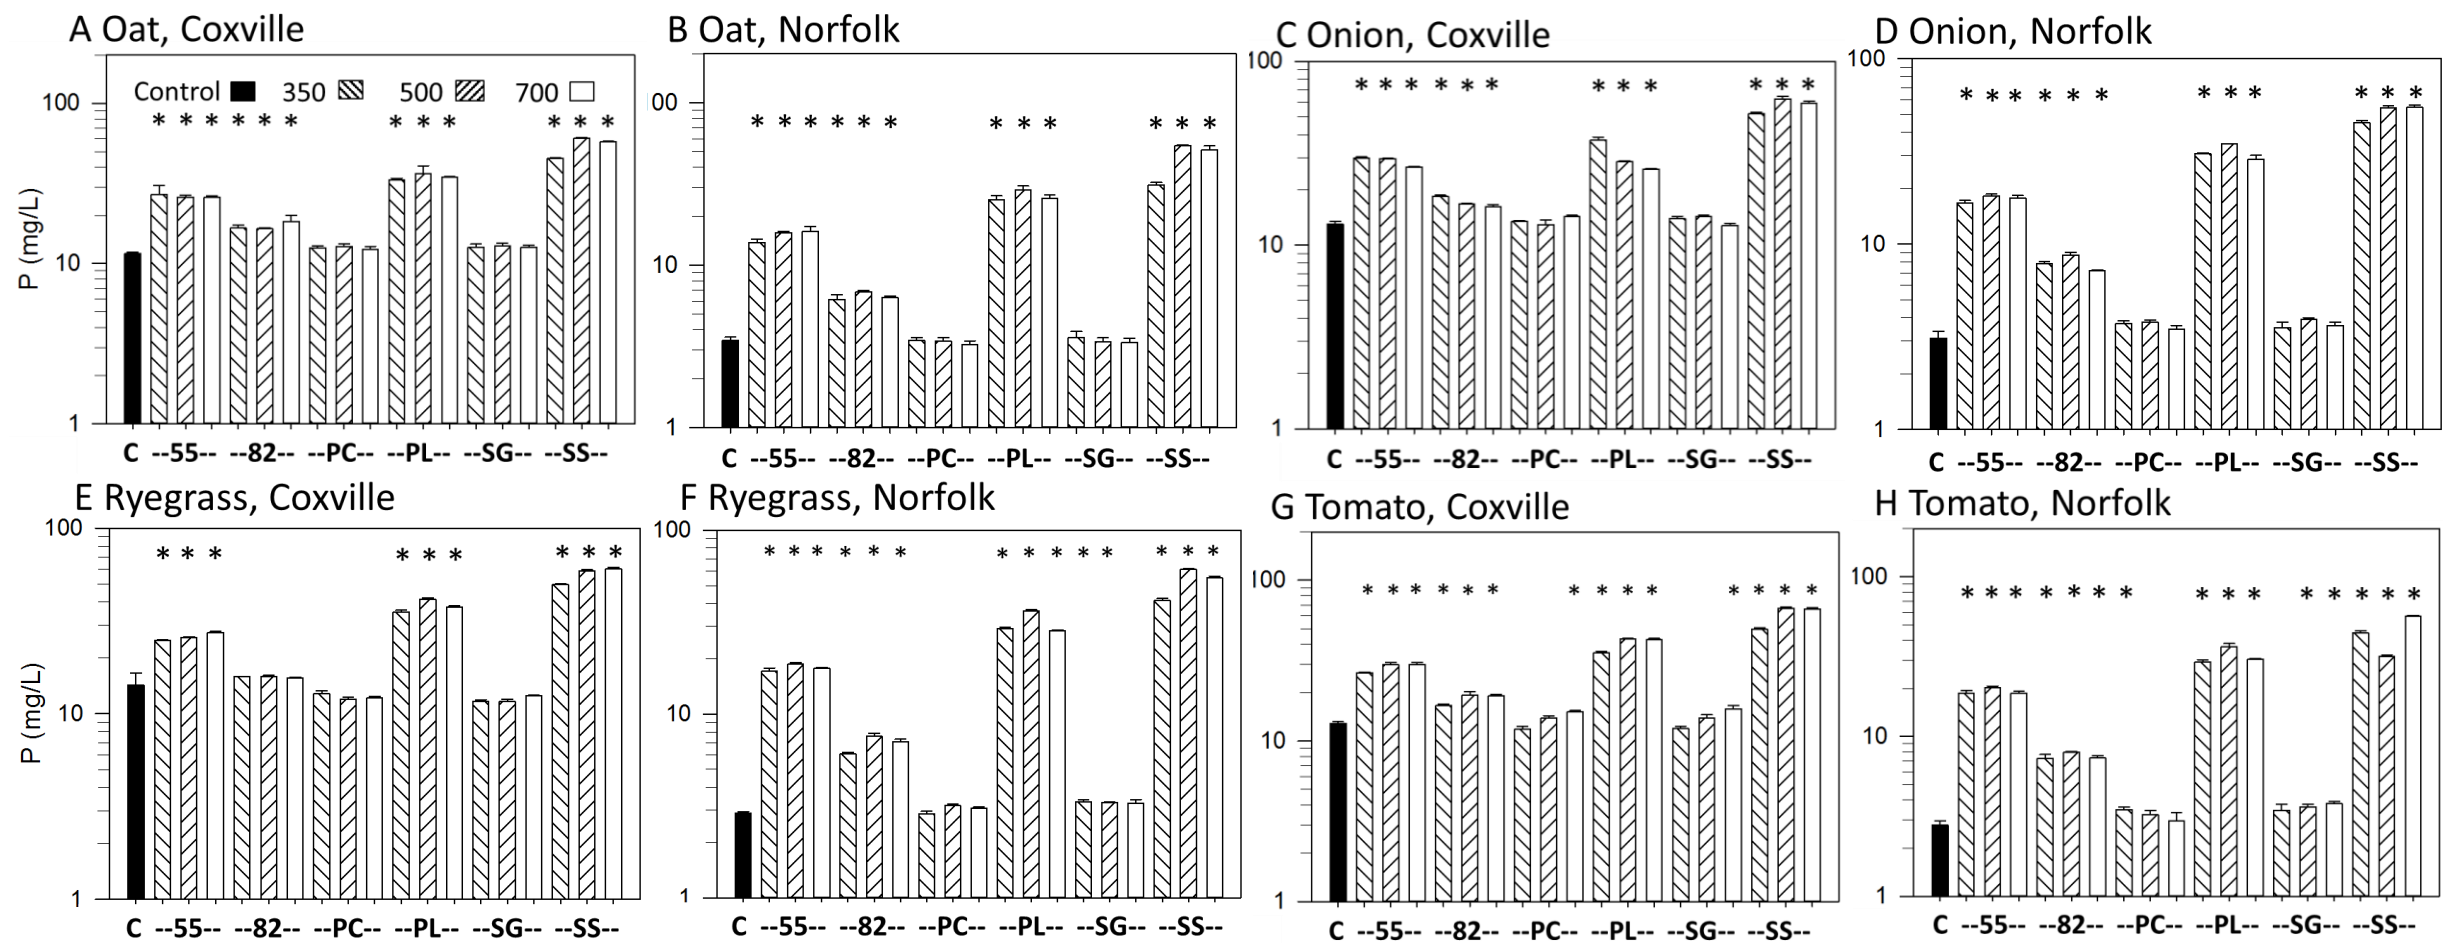 A Oat, Coxville
B Oat, Norfolk
C Onion, Coxville
D Onion, Norfolk
Control 350 500 700
100
* * * * * * * * * * * *
10
1
P (mg/L)
C --55-- --82-- --PC-- --PL-- --SG-- --SS--
100
* * * * * * * * * * * *
10
1
C --55-- --82-- --PC-- --PL-- --SG-- --SS--
100
* * * * * * * * * * * *
10
1
C --55-- --82-- --PC-- --PL-- --SG-- --SS--
100
* * * * * * * * * * * *
10
1
C --55-- --82-- --PC-- --PL-- --SG-- --SS--
E Ryegrass, Coxville
F Ryegrass, Norfolk
G Tomato, Coxville
H Tomato, Norfolk
100
* * * * * * * * *
10
1
P (mg/L)
C --55-- --82-- --PC-- --PL-- --SG-- --SS--
100
* * * * * * * * * * * * * *
10
1
C --55-- --82-- --PC-- --PL-- --SG-- --SS--
100
* * * * * * * * * * * * * *
10
1
C --55-- --82-- --PC-- --PL-- --SG-- --SS--
100
* * * * * * * * * * * * * * *
10
1
C --55-- --82-- --PC-- --PL-- --SG-- --SS--